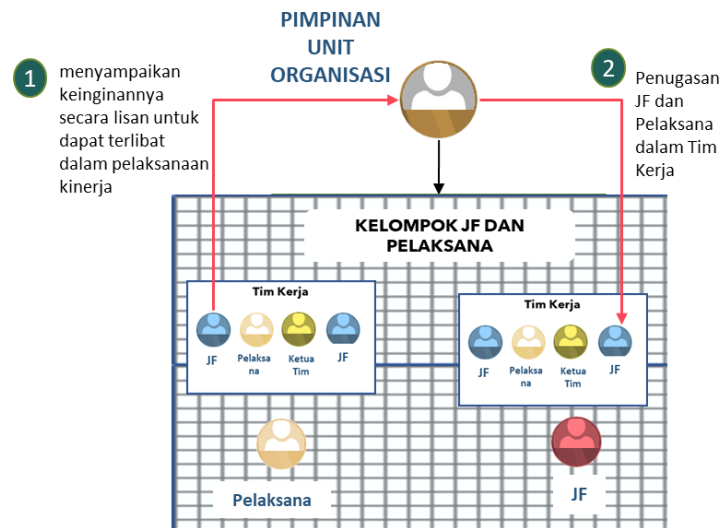 PIMPINAN
UNIT
ORGANISASI
1
menyampaikan
keinginannya
secara lisan untuk
dapat terlibat
dalam pelaksanaan
kinerja
2
Penugasan
JF dan
Pelaksana
dalam Tim
Kerja
KELOMPOK JF DAN
PELAKSANA
Tim Kerja
JF
Pelaksa
na
Ketua
Tim
JF
Tim Kerja
JF
Pelaksa
na
Ketua
Tim
JF
Pelaksana
JF